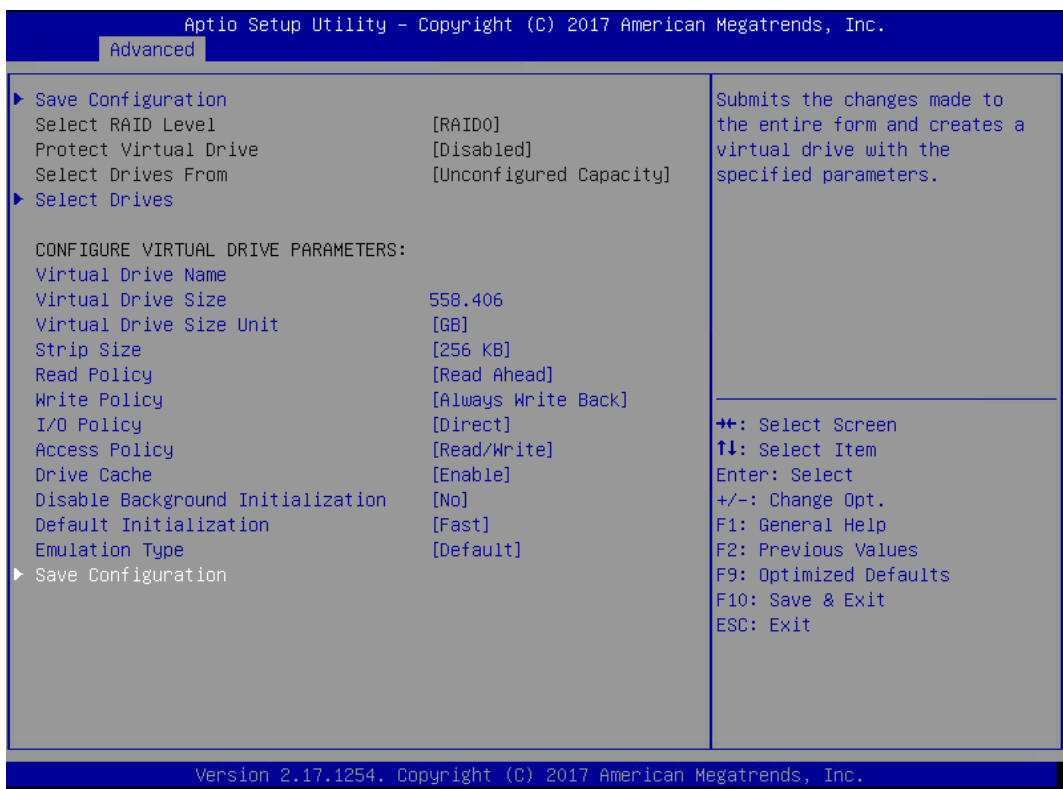 Aptio Setup Utility – Copyright (C) 2017 American Megatrends, Inc.
Advanced
Save Configuration
Select RAID Level [RAID0]
Protect Virtual Drive [Disabled]
Select Drives From [Unconfigured Capacity]
Select Drives
CONFIGURE VIRTUAL DRIVE PARAMETERS:
Virtual Drive Name
Virtual Drive Size 558.406
Virtual Drive Size Unit [GB]
Strip Size [256 KB]
Read Policy [Read Ahead]
Write Policy [Always Write Back]
I/O Policy [Direct]
Access Policy [Read/Write]
Drive Cache [Enable]
Disable Background Initialization [No]
Default Initialization [Fast]
Emulation Type [Default]
Save Configuration
Submits the changes made to
the entire form and creates a
virtual drive with the
specified parameters.
→←: Select Screen
↑↓: Select Item
Enter: Select
+/-: Change Opt.
F1: General Help
F2: Previous Values
F9: Optimized Defaults
F10: Save & Exit
ESC: Exit
Version 2.17.1254. Copyright (C) 2017 American Megatrends, Inc.